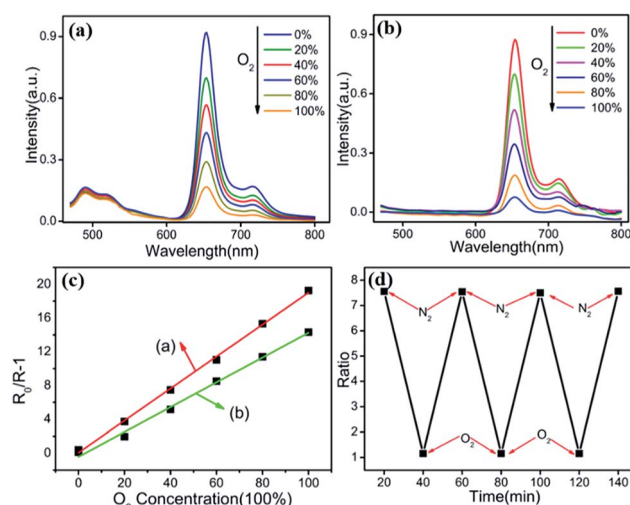 (a)
0.9
0.6
0.3
0.0
Intensity(a.u.)
O2
0%
20%
40%
60%
80%
100%
500
600
700
800
Wavelength(nm)
(b)
0.9
0.6
0.3
0.0
Intensity(a.u.)
O2
0%
20%
40%
60%
80%
100%
500
600
700
800
Wavelength(nm)
(c)
20
16
12
8
4
0
R0/R-1
(a)
(b)
0
20
40
60
80
100
O2 Concentration(100%)
(d)
8
7
6
5
4
3
2
1
Ratio
N2
N2
N2
O2
O2
20
40
60
80
100
120
140
Time(min)